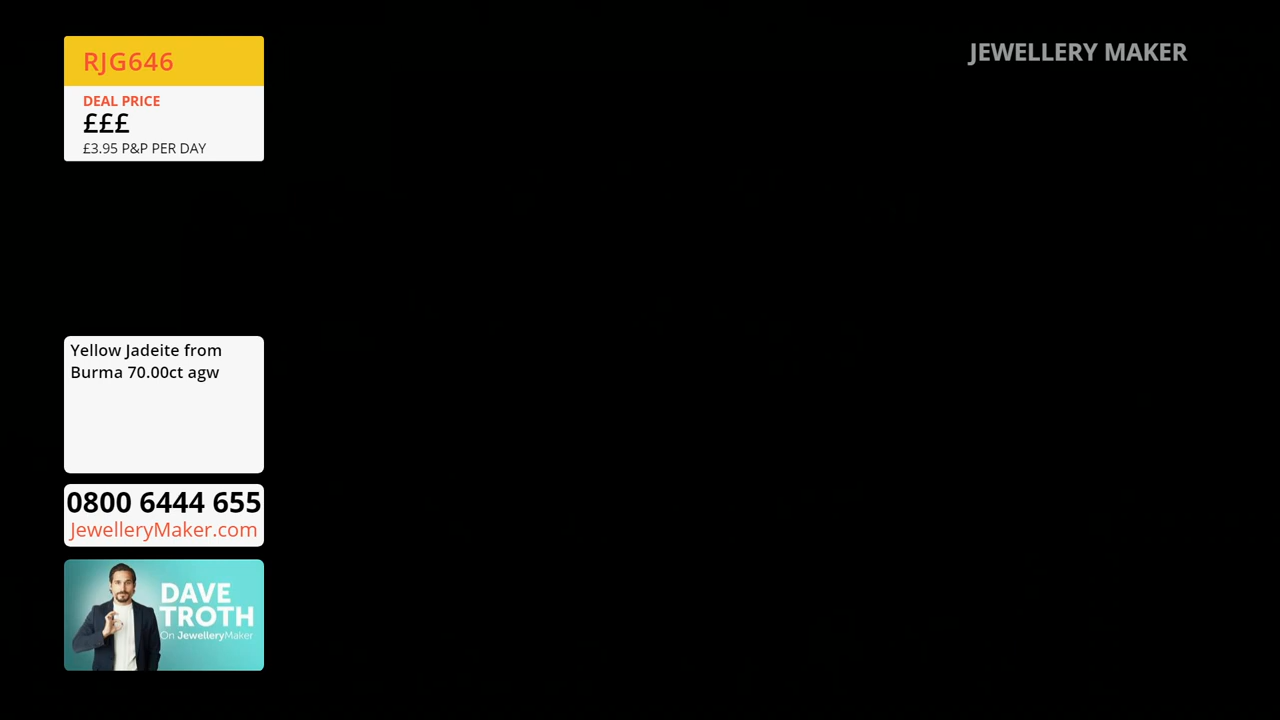 RJG646
DEAL PRICE
£££
£3.95 P&P PER DAY
JEWELLERY MAKER
Yellow Jadeite from
Burma 70.00ct agw
0800 6444 655
JewelleryMaker.com
DAVE
TROTH
On JewelleryMaker